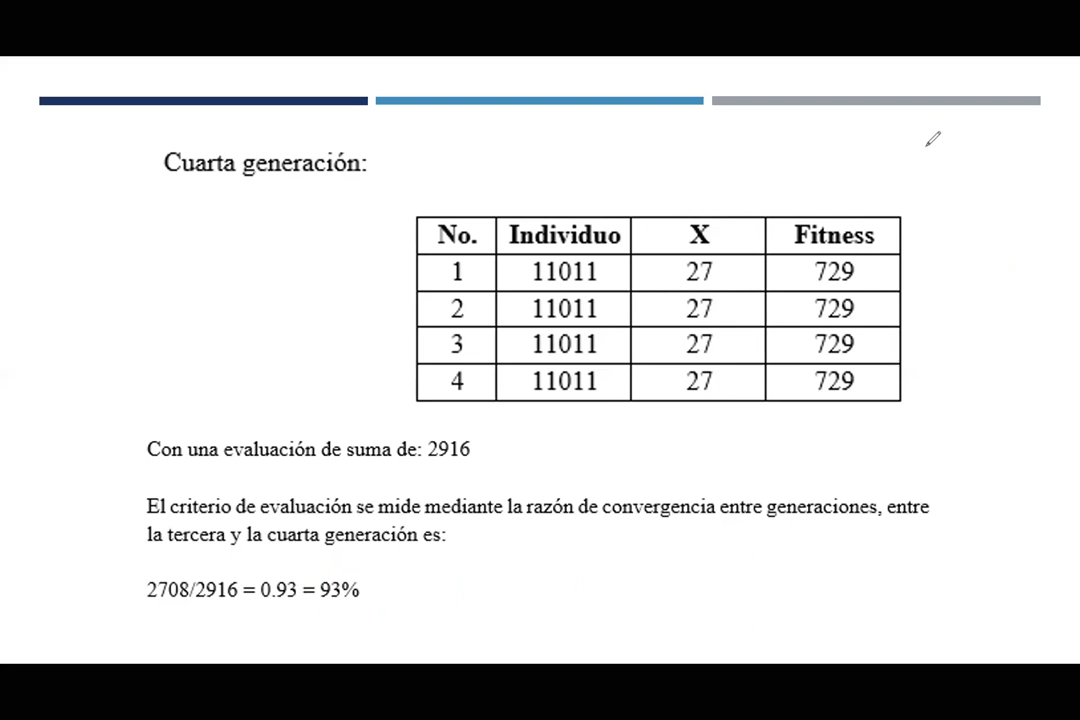 Cuarta generación:
No. Individuo X Fitness
1 11011 27 729
2 11011 27 729
3 11011 27 729
4 11011 27 729
Con una evaluación de suma de: 2916
El criterio de evaluación se mide mediante la razón de convergencia entre generaciones, entre
la tercera y la cuarta generación es:
2708/2916 = 0.93 = 93%